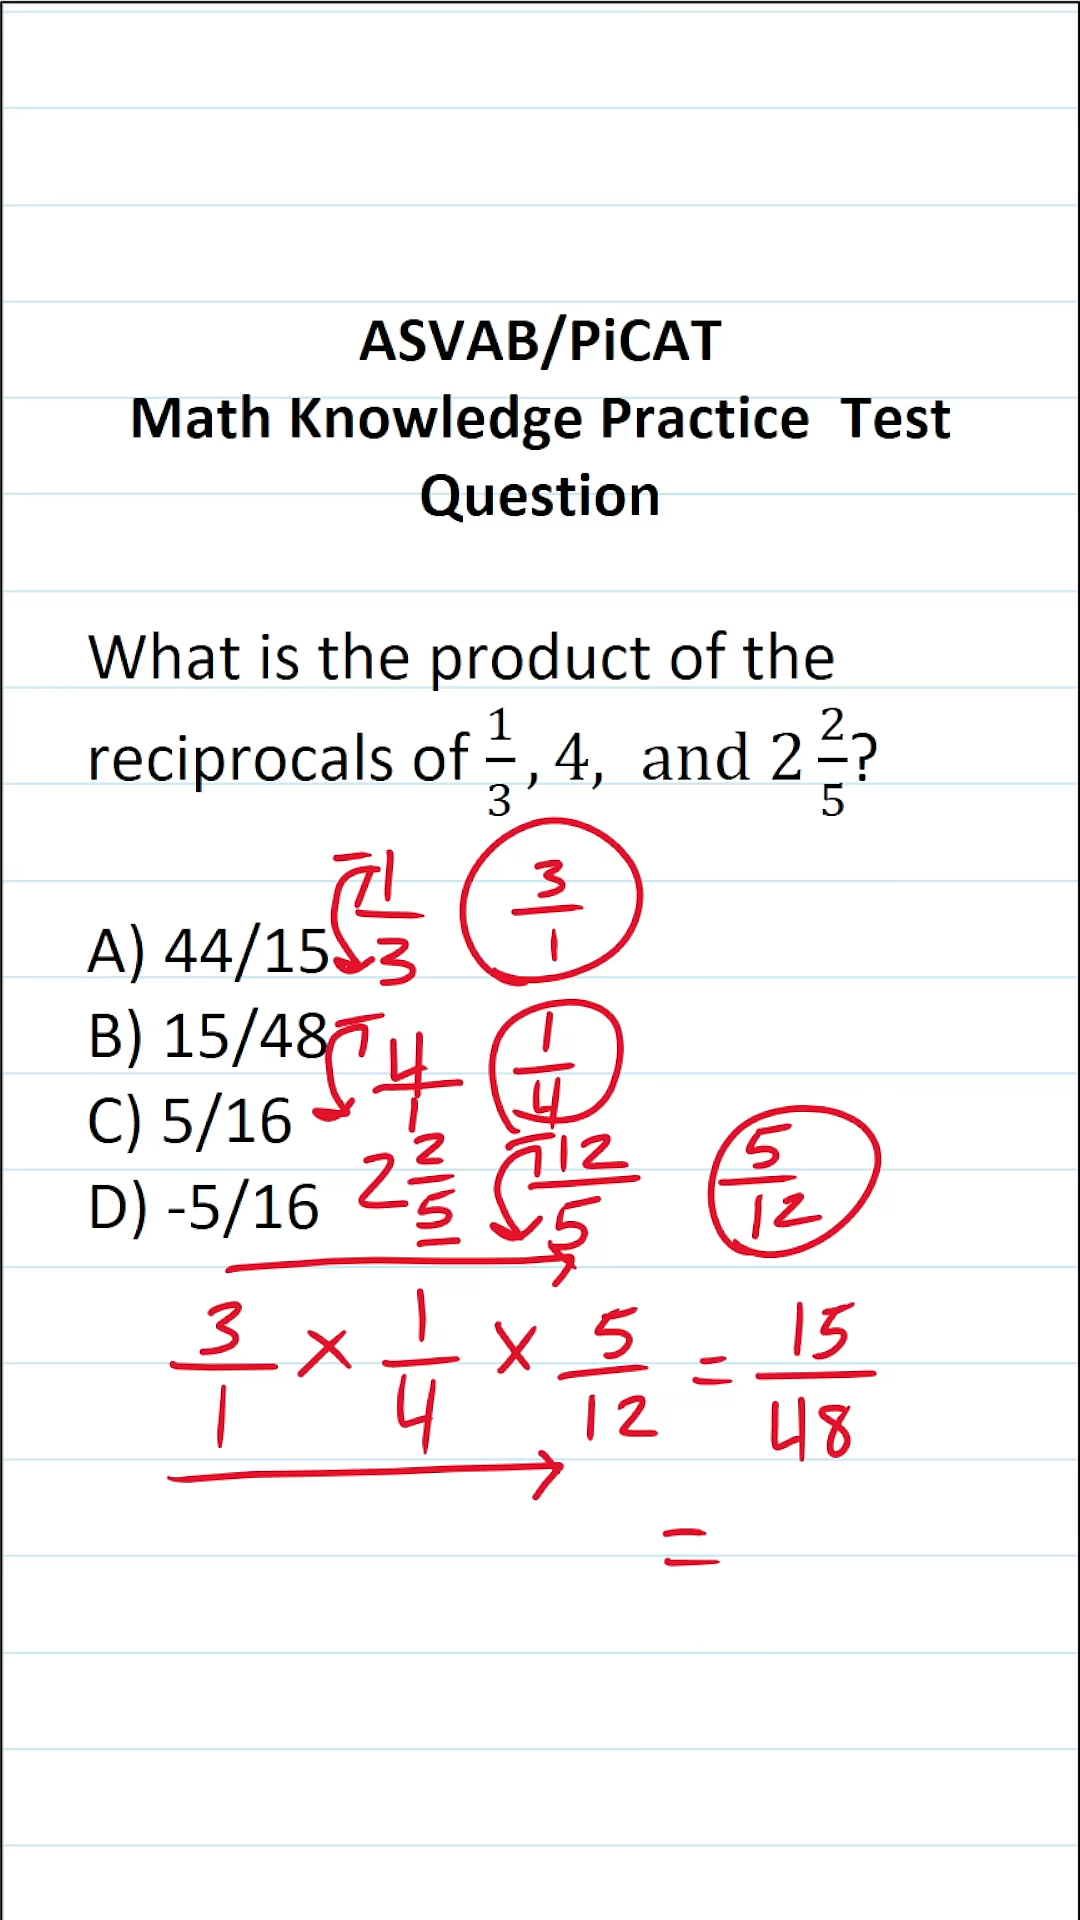 ASVAB/PiCAT
Math Knowledge Practice Test
Question
What is the product of the
reciprocals of 1/3, 4, and 2 2/5?
A) 44/15
B) 15/48
C) 5/16
D) -5/16
1/3 3/1
4/1 1/4
2 2/5 12/5 5/12
3/1 × 1/4 × 5/12 = 15/48
=